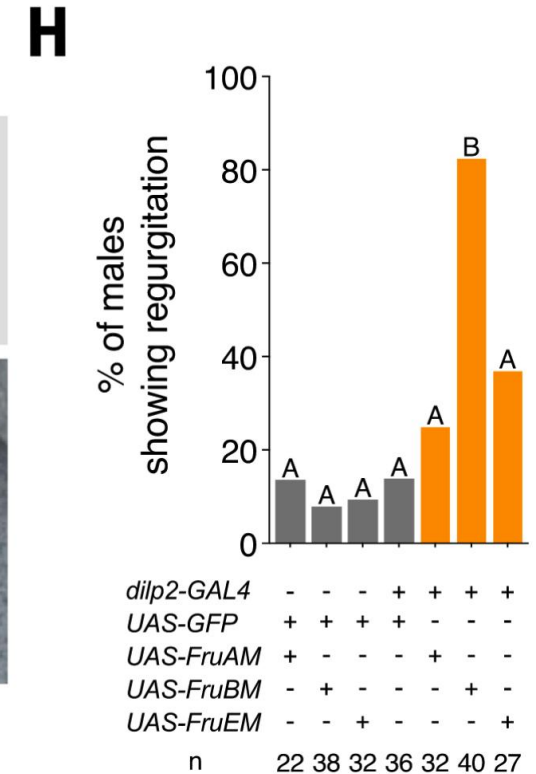 H
% of males
showing regurgitation
100
80
60
40
20
0
A A A A A B A
dilp2-GAL4 - - - + + + +
UAS-GFP + + + + - - -
UAS-FruAM + - - - + - -
UAS-FruBM - + - - - + -
UAS-FruEM - - + - - - +
n 22 38 32 36 32 40 27